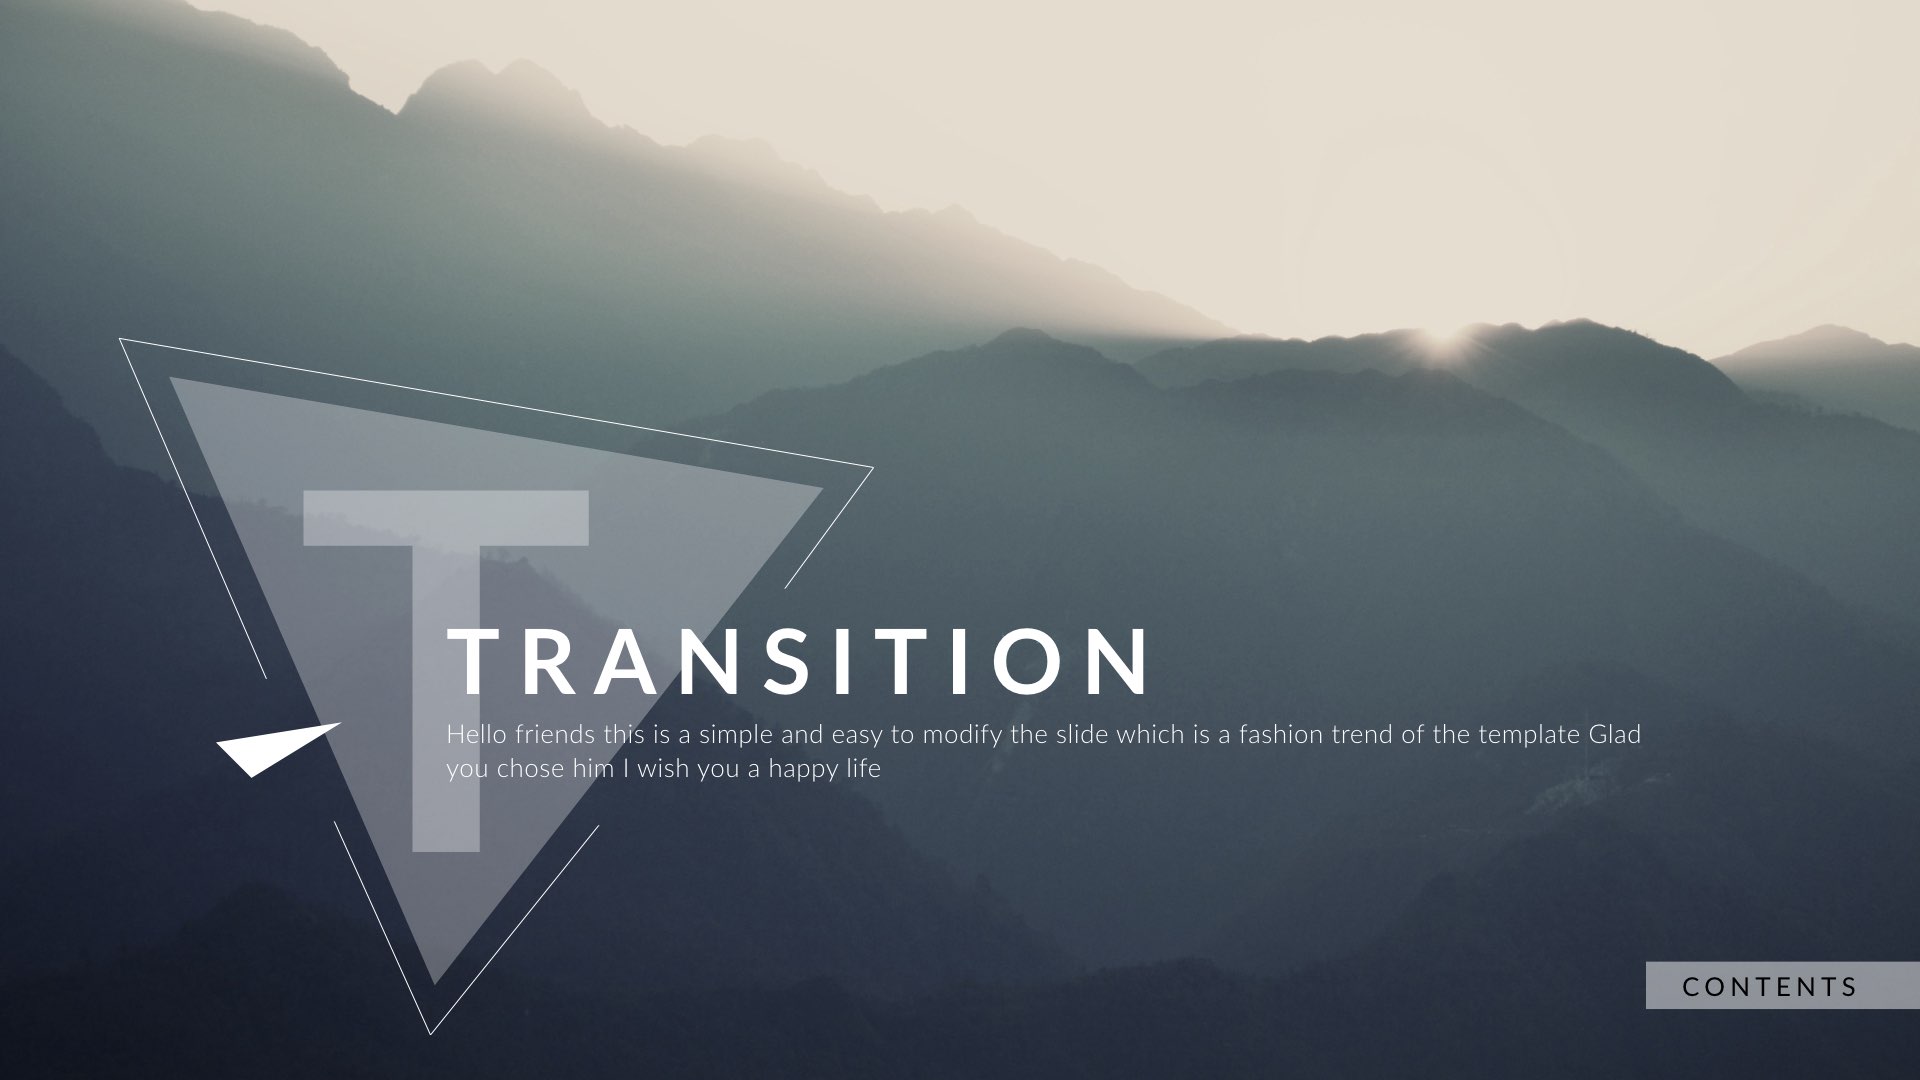 T
TRANSITION
Hello friends this is a simple and easy to modify the slide which is a fashion trend of the template Glad
you chose him I wish you a happy life
CONTENTS